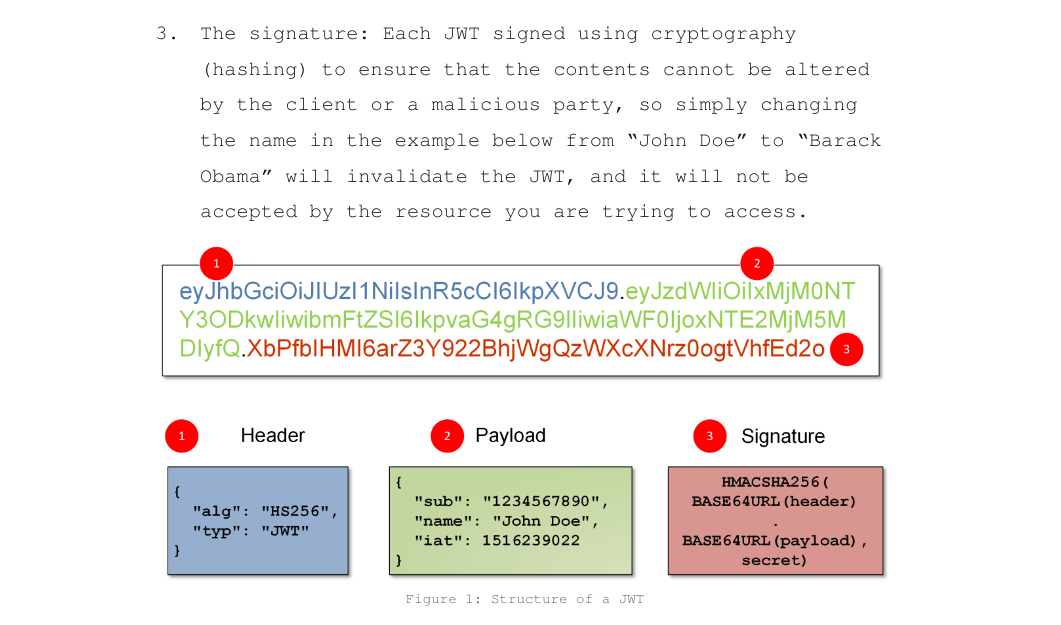 3. The signature: Each JWT signed using cryptography
(hashing) to ensure that the contents cannot be altered
by the client or a malicious party, so simply changing
the name in the example below from “John Doe” to “Barack
Obama” will invalidate the JWT, and it will not be
accepted by the resource you are trying to access.
1 2
eyJhbGciOiJIUzI1NiIsInR5cCI6IkpXVCJ9.eyJzdWIiOiIxMjM0NT
Y3ODkwIiwibmFtZSI6IkpvaG4gRG9lIiwiaWF0IjoxNTE2MjM5M
DIyfQ.XbPfbIHMI6arZ3Y922BhjWgQzWXcXNrz0ogtVhfEd2o 3
1 Header
{
"alg": "HS256",
"typ": "JWT"
}
2 Payload
{
"sub": "1234567890",
"name": "John Doe",
"iat": 1516239022
}
3 Signature
HMACSHA256(
BASE64URL(header)
.
BASE64URL(payload),
secret)
Figure 1: Structure of a JWT